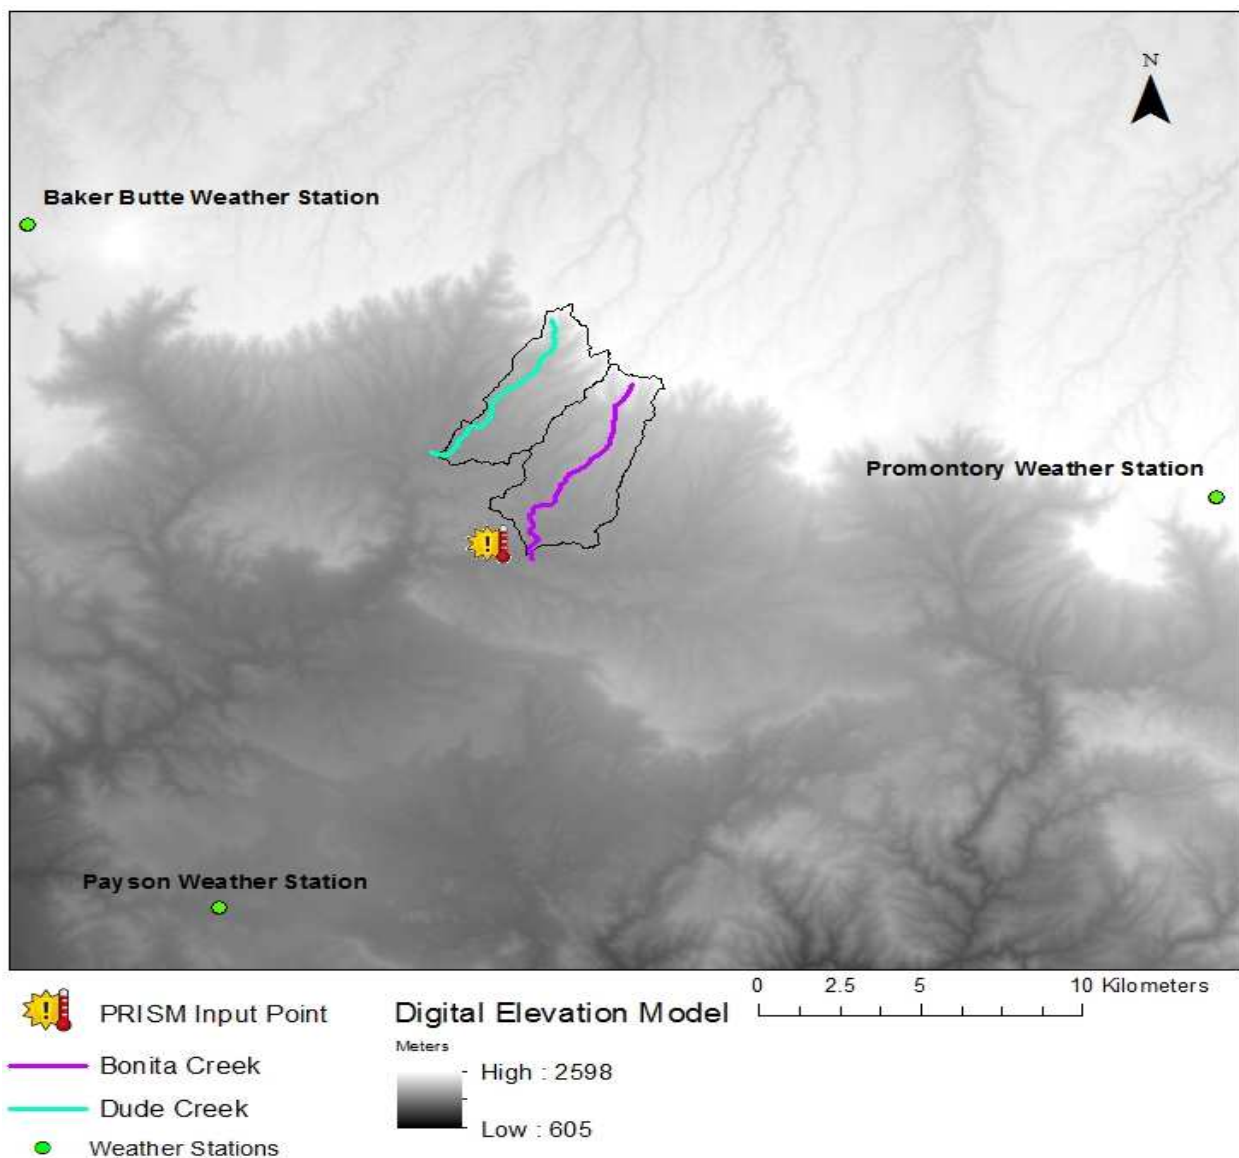 N
Baker Butte Weather Station
Promontory Weather Station
Payson Weather Station
PRISM Input Point
Bonita Creek
Dude Creek
Weather Stations
Digital Elevation Model
Meters
High : 2598
Low : 605
0 2.5 5 10 Kilometers